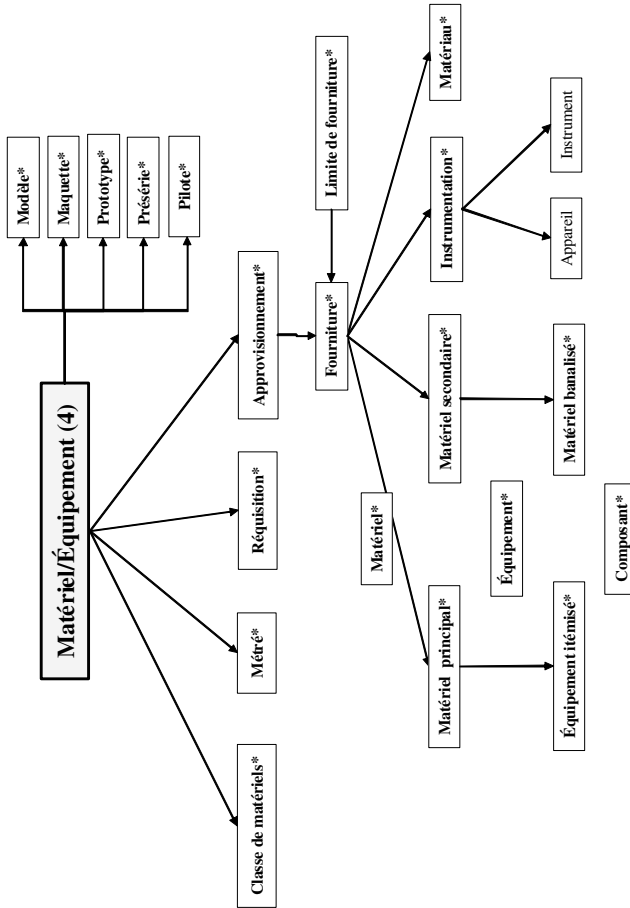 Matériel/Équipement (4)
Modèle*
Maquette*
Prototype*
Présérie*
Pilote*
Classe de matériels*
Métré*
Réquisition*
Approvisionnement*
Fourniture*
Limite de fourniture*
Matériel*
Matériel principal*
Matériel secondaire*
Instrumentation*
Matériau*
Équipement*
Équipement itémisé*
Matériel banalisé*
Appareil
Instrument
Composant*